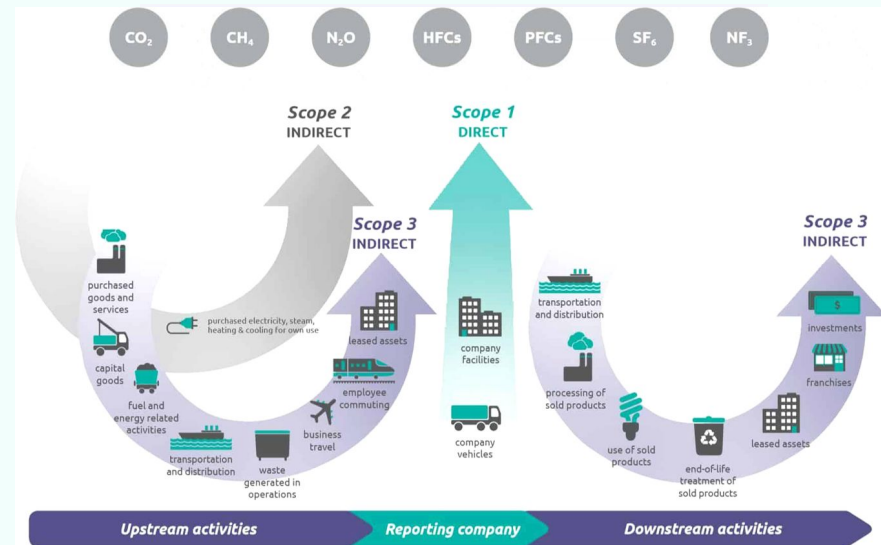 CO₂
CH₄
N₂O
HFCs
PFCs
SF₆
NF₃
Scope 2
INDIRECT
Scope 1
DIRECT
Scope 3
INDIRECT
Scope 3
INDIRECT
purchased
goods and
services
capital
goods
fuel and
energy related
activities
transportation
and distribution
waste
generated in
operations
business
travel
employee
commuting
leased assets
purchased electricity, steam,
heating & cooling for own use
company
facilities
company
vehicles
transportation
and distribution
processing of
sold products
use of sold
products
end-of-life
treatment of
sold products
leased assets
franchises
$
investments
Upstream activities
Reporting company
Downstream activities